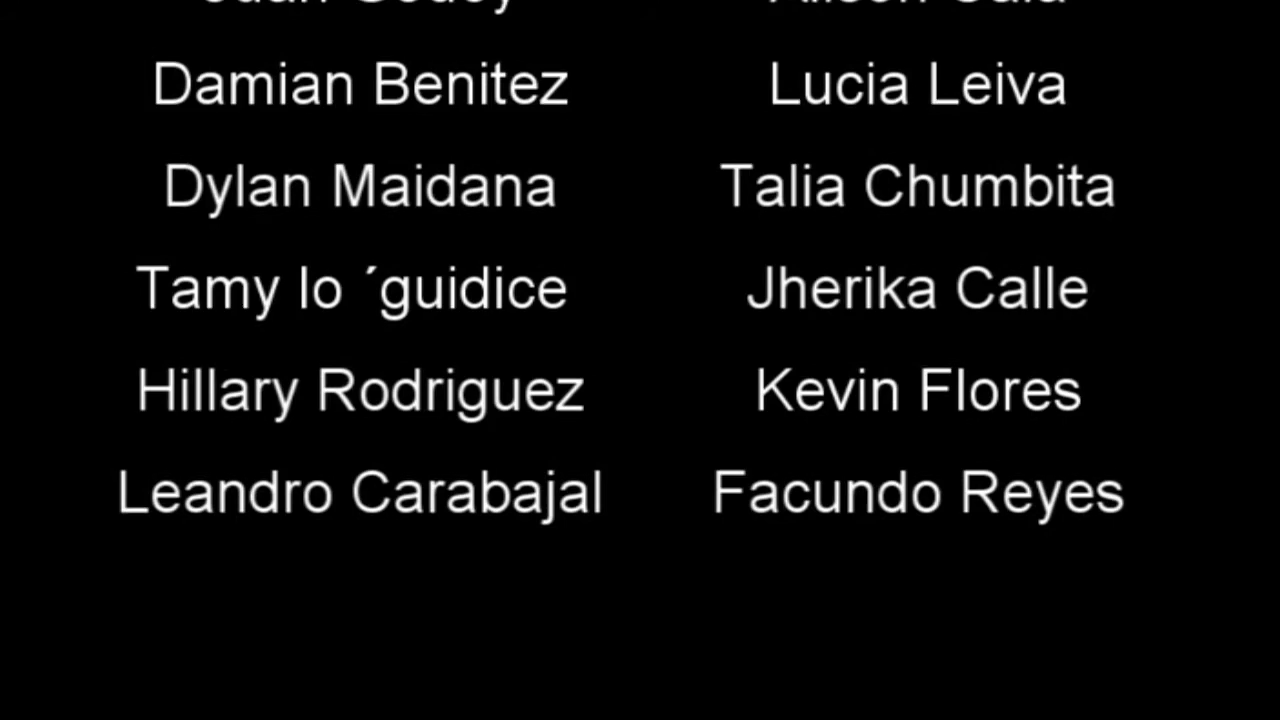 Damian Benitez
Lucia Leiva
Dylan Maidana
Talia Chumbita
Tamy lo ´guidice
Jherika Calle
Hillary Rodriguez
Kevin Flores
Leandro Carabajal
Facundo Reyes